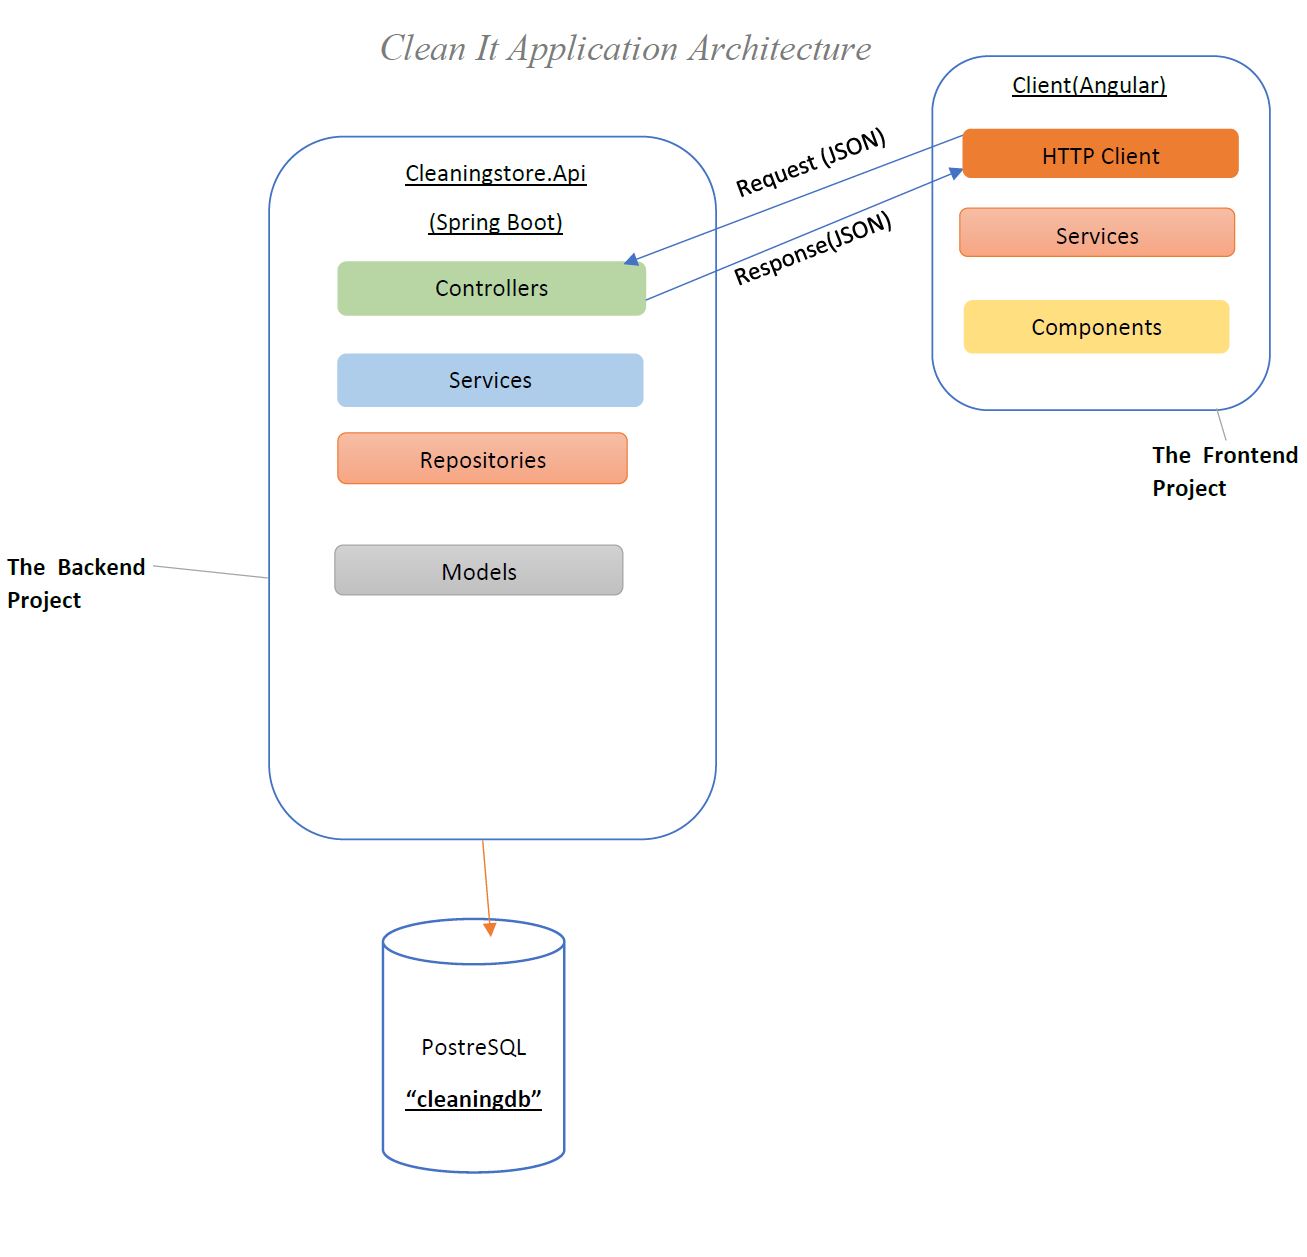 Clean It Application Architecture
Client(Angular)
HTTP Client
Services
Components
The Frontend
Project
Request (JSON)
Response(JSON)
Cleaningstore.Api
(Spring Boot)
Controllers
Services
Repositories
Models
The Backend
Project
PostreSQL
“cleaningdb”